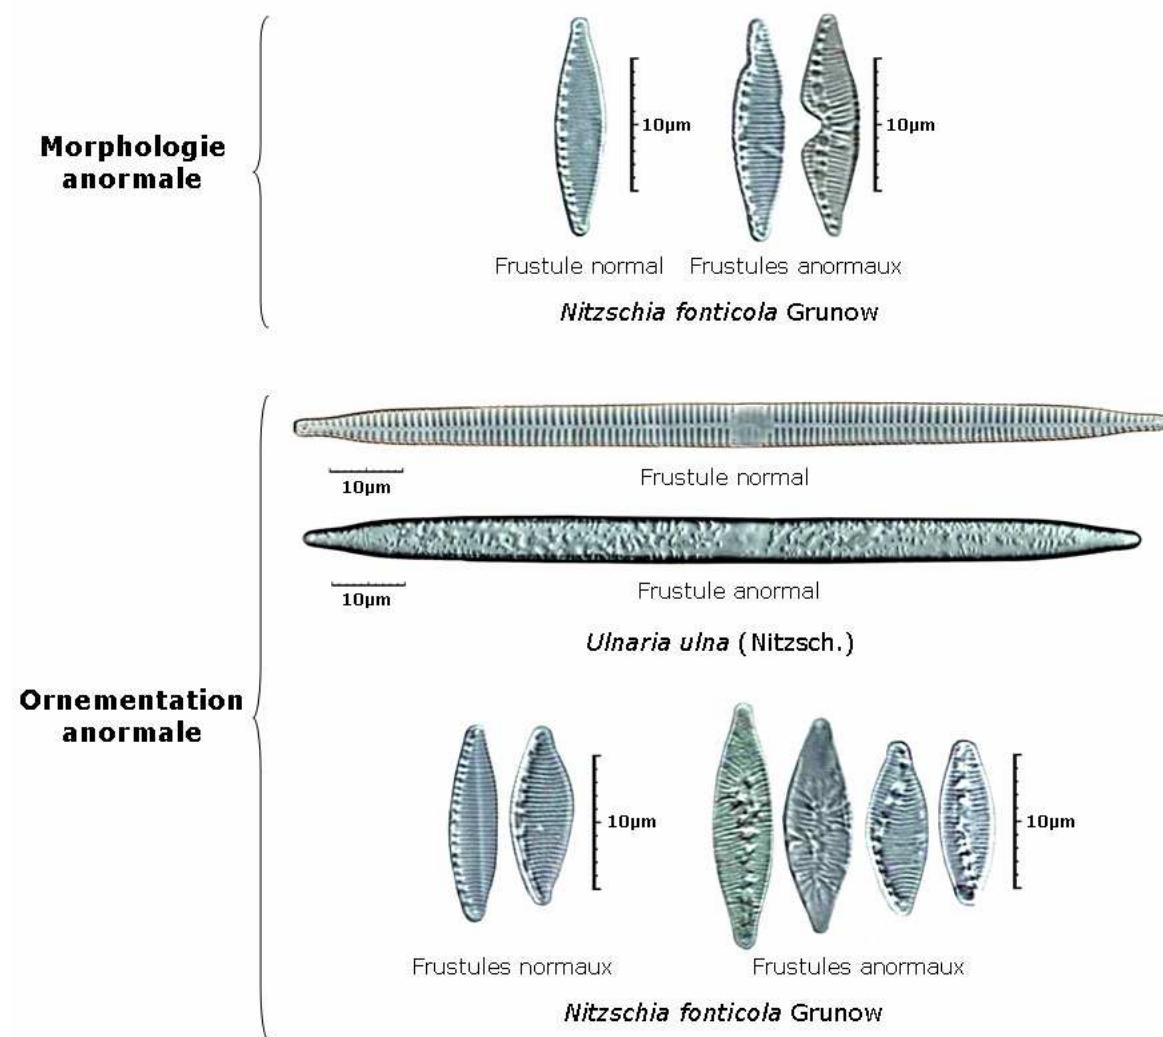 Morphologie
anormale
10µm
10µm
Frustule normal
Frustules anormaux
Nitzschia fonticola Grunow
10µm
Frustule normal
10µm
Frustule anormal
Ulnaria ulna (Nitzsch.)
Ornementation
anormale
10µm
10µm
Frustules normaux
Frustules anormaux
Nitzschia fonticola Grunow